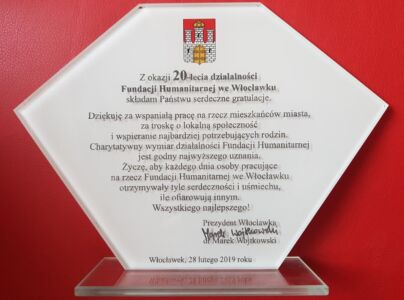 Z okazji 20-lecia działalności
Fundacji Humanitarnej we Włocławku
składam Państwu serdeczne gratulacje.
Dziękuję za wspaniałą pracę na rzecz mieszkańców miasta,
za troskę o lokalną społeczność
i wspieranie najbardziej potrzebujących rodzin.
Charytatywny wymiar działalności Fundacji Humanitarnej
jest godny najwyższego uznania.
Życzę, aby każdego dnia osoby pracujące
na rzecz Fundacji Humanitarnej we Włocławku
otrzymywały tyle serdeczności i uśmiechu,
ile ofiarowują innym.
Wszystkiego najlepszego!
Prezydent Włocławka
Marek Wojtkowski
dr Marek Wojtkowski
Włocławek, 28 lutego 2019 roku